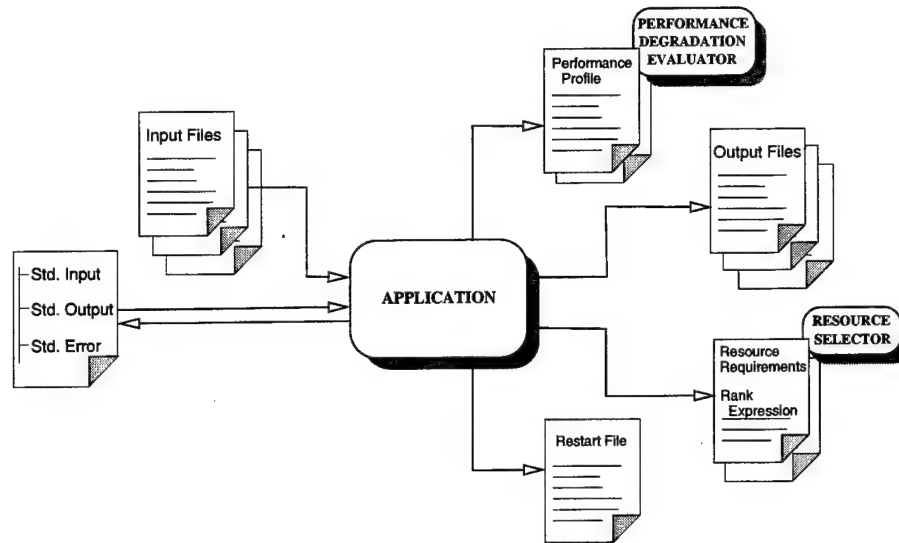 PERFORMANCE
DEGRADATION
EVALUATOR
Performance
Profile
Input Files
Output Files
Std. Input
Std. Output
Std. Error
APPLICATION
RESOURCE
SELECTOR
Resource
Requirements
Rank
Expression
Restart File